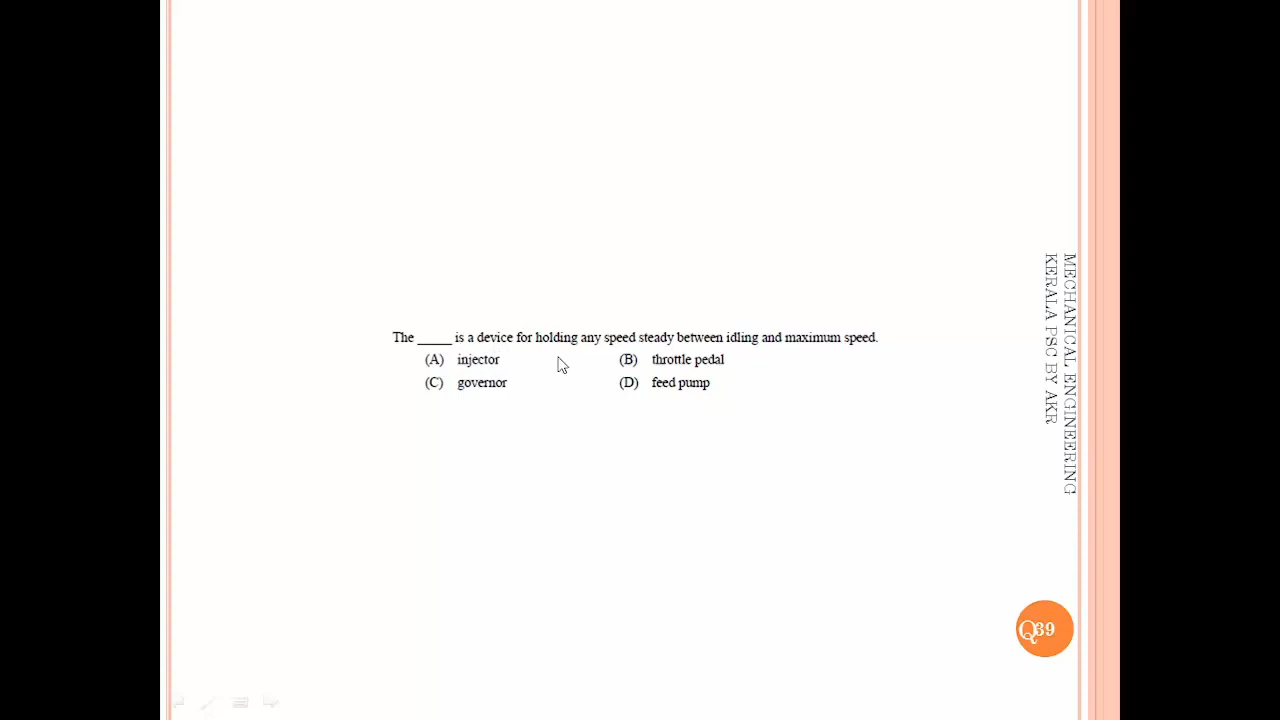 The _____ is a device for holding any speed steady between idling and maximum speed.
(A) injector (B) throttle pedal
(C) governor (D) feed pump
MECHANICAL ENGINEERING
KERALA PSC BY AKR
Q39